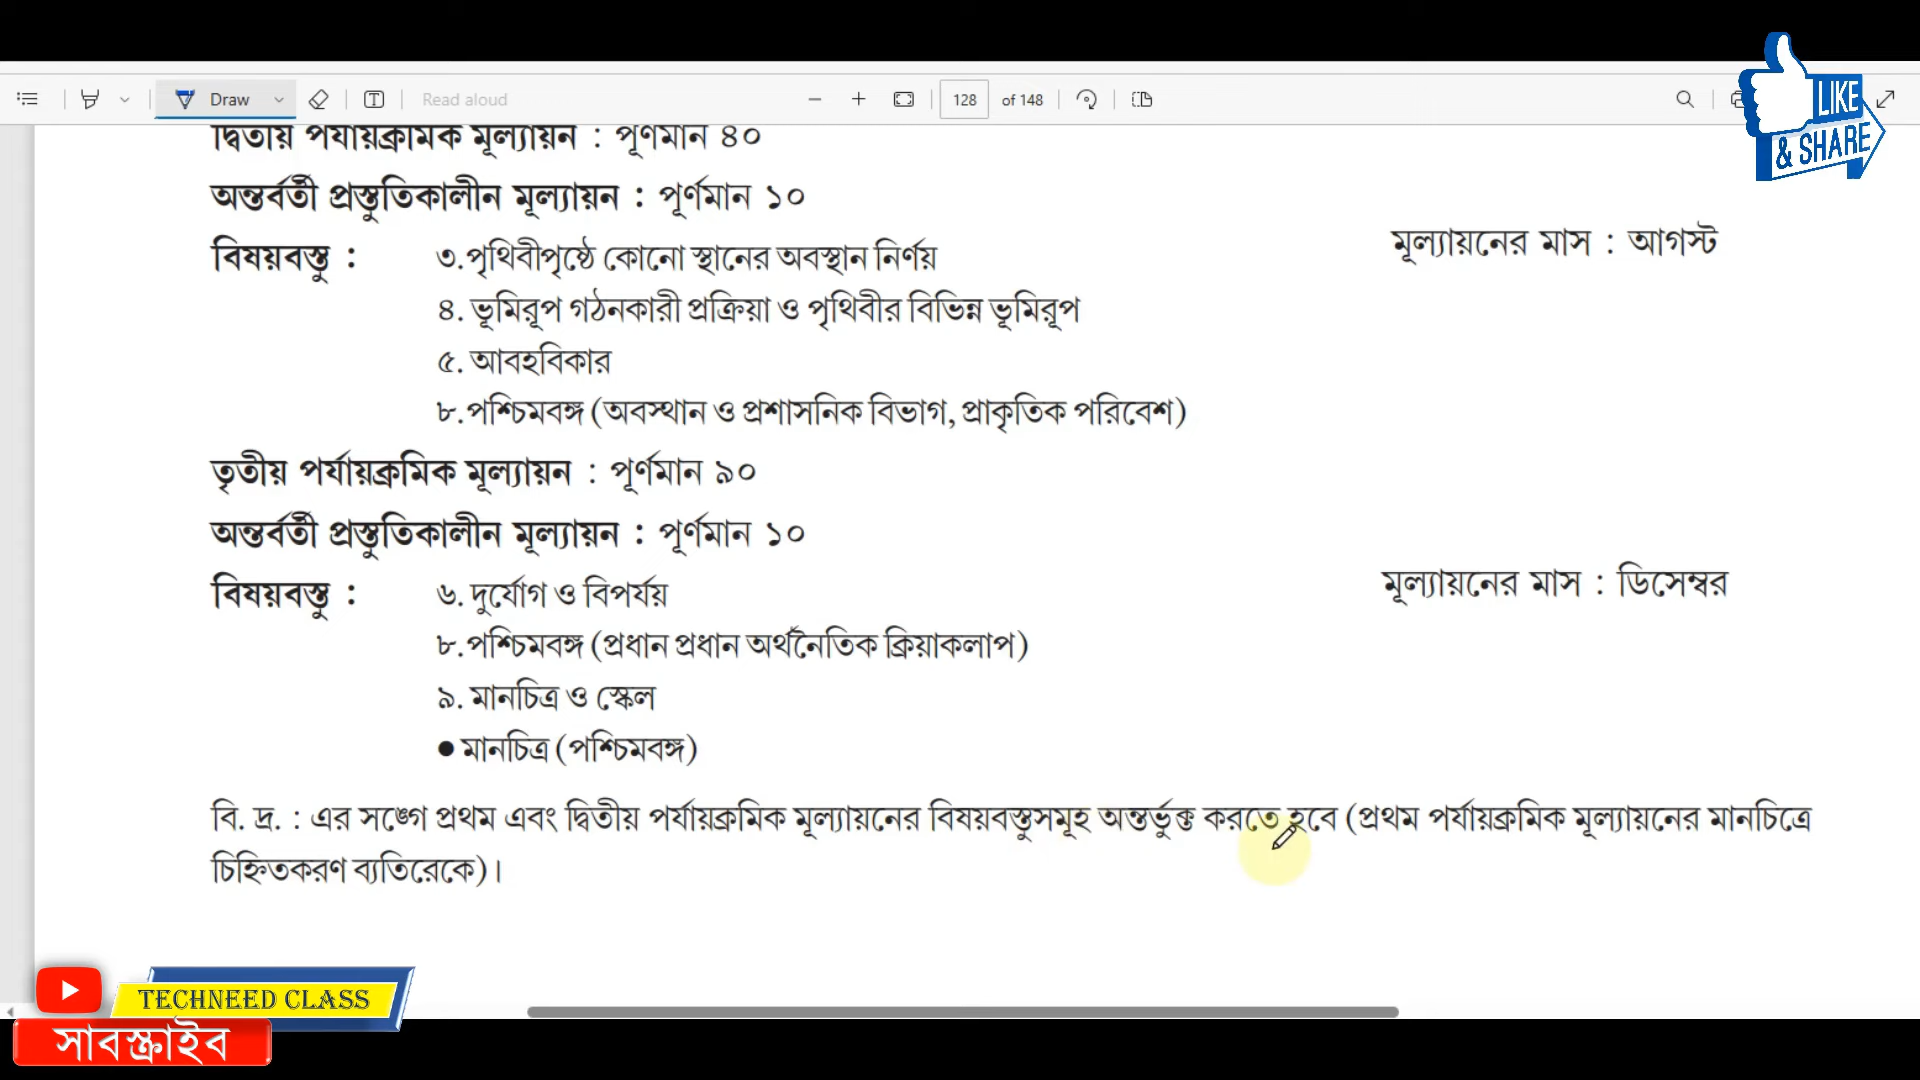 Draw
Read aloud
128 of 148
LIKE
& SHARE
দ্বিতীয় পর্যায়ক্রমিক মূল্যায়ন : পূর্ণমান ৪০
অন্তর্বর্তী প্রস্তুতিকালীন মূল্যায়ন : পূর্ণমান ১০
মূল্যায়নের মাস : আগস্ট
বিষয়বস্তু : ৩.পৃথিবীপৃষ্ঠে কোনো স্থানের অবস্থান নির্ণয়
৪. ভূমিরূপ গঠনকারী প্রক্রিয়া ও পৃথিবীর বিভিন্ন ভূমিরূপ
৫. আবহবিকার
৮.পশ্চিমবঙ্গ (অবস্থান ও প্রশাসনিক বিভাগ, প্রাকৃতিক পরিবেশ)
তৃতীয় পর্যায়ক্রমিক মূল্যায়ন : পূর্ণমান ৯০
অন্তর্বর্তী প্রস্তুতিকালীন মূল্যায়ন : পূর্ণমান ১০
মূল্যায়নের মাস : ডিসেম্বর
বিষয়বস্তু : ৬. দুর্যোগ ও বিপর্যয়
৮.পশ্চিমবঙ্গ (প্রধান প্রধান অর্থনৈতিক ক্রিয়াকলাপ)
৯. মানচিত্র ও স্কেল
● মানচিত্র (পশ্চিমবঙ্গ)
বি. দ্র. : এর সঙ্গে প্রথম এবং দ্বিতীয় পর্যায়ক্রমিক মূল্যায়নের বিষয়বস্তুসমূহ অন্তর্ভুক্ত করতে হবে (প্রথম পর্যায়ক্রমিক মূল্যায়নের মানচিত্রে
চিহ্নিতকরণ ব্যতিরেকে)।
TECHNEED CLASS
সাবস্ক্রাইব